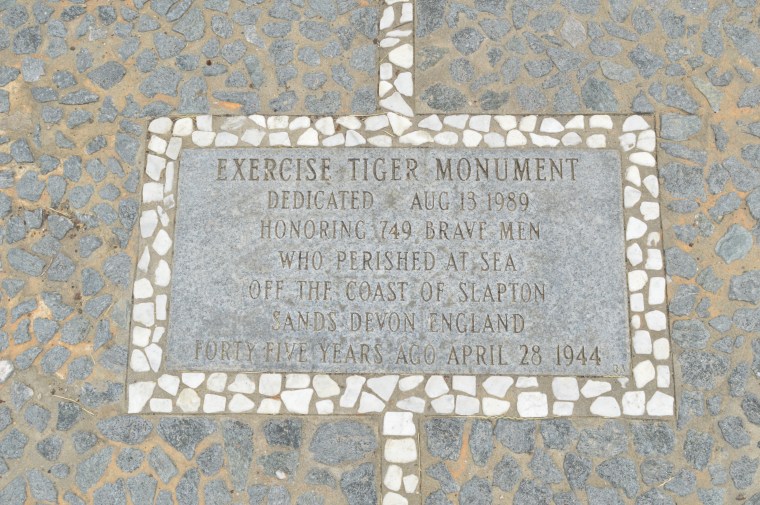 EXERCISE TIGER MONUMENT
DEDICATED AUG 13 1989
HONORING 749 BRAVE MEN
WHO PERISHED AT SEA
OFF THE COAST OF SLAPTON
SANDS DEVON ENGLAND
FORTY FIVE YEARS AGO APRIL 28 1944